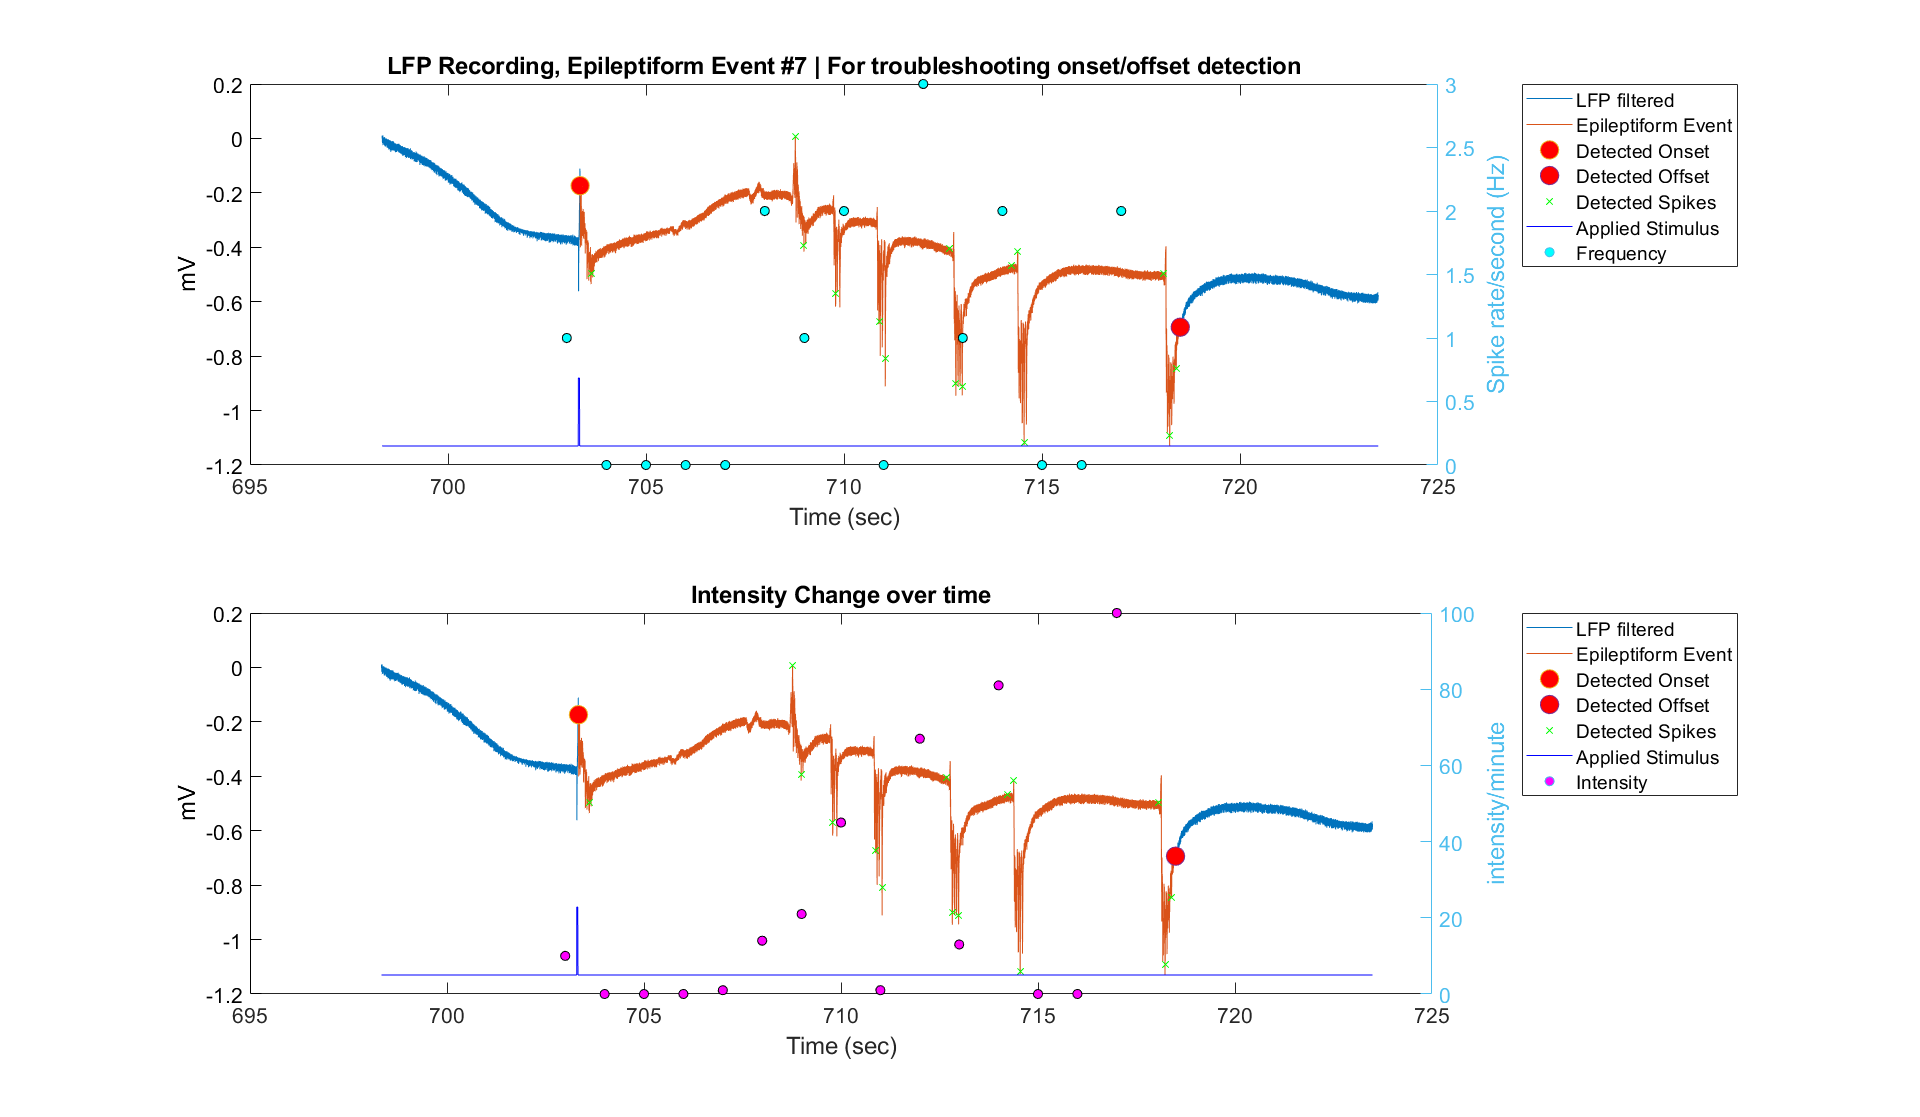 LFP Recording, Epileptiform Event #7 | For troubleshooting onset/offset detection
0.2
0
-0.2
-0.4
-0.6
-0.8
-1
-1.2
mV
695 700 705 710 715 720 725
Time (sec)
3
2.5
2
1.5
1
0.5
0
Spike rate/second (Hz)
LFP filtered
Epileptiform Event
Detected Onset
Detected Offset
Detected Spikes
Applied Stimulus
Frequency
Intensity Change over time
0.2
0
-0.2
-0.4
-0.6
-0.8
-1
-1.2
mV
695 700 705 710 715 720 725
Time (sec)
100
80
60
40
20
0
intensity/minute
LFP filtered
Epileptiform Event
Detected Onset
Detected Offset
Detected Spikes
Applied Stimulus
Intensity